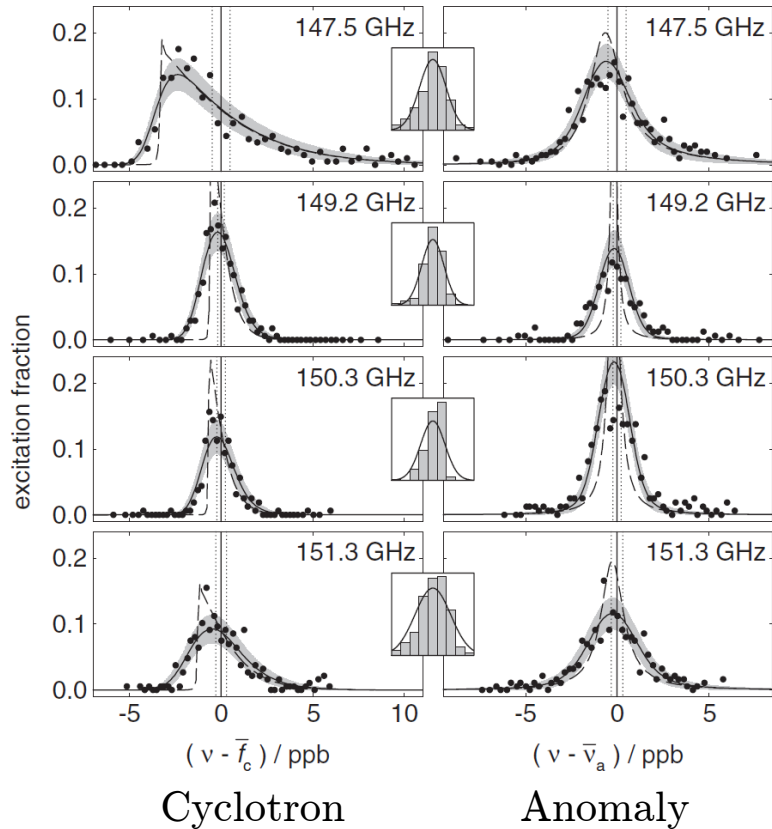 147.5 GHz
147.5 GHz
0.2
0.1
0.0
149.2 GHz
149.2 GHz
0.2
0.1
0.0
150.3 GHz
150.3 GHz
0.2
0.1
0.0
151.3 GHz
151.3 GHz
0.2
0.1
0.0
excitation fraction
-5 0 5 10
-5 0 5
( ν - f̅c ) / ppb
( ν - ν̅a ) / ppb
Cyclotron
Anomaly